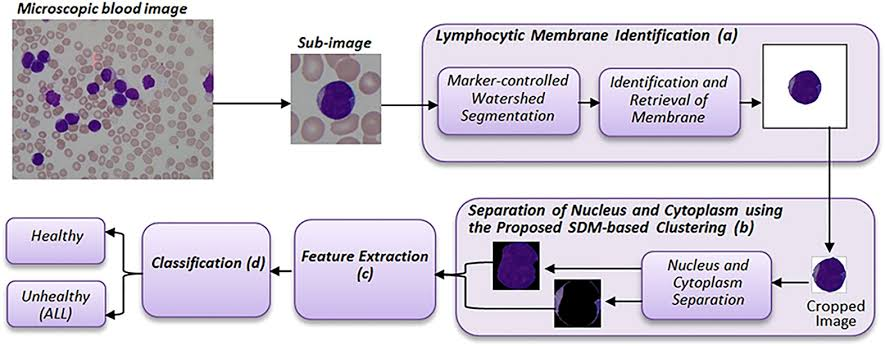 Microscopic blood image
Sub-image
Lymphocytic Membrane Identification (a)
Marker-controlled
Watershed
Segmentation
Identification and
Retrieval of
Membrane
Separation of Nucleus and Cytoplasm using
the Proposed SDM-based Clustering (b)
Nucleus and
Cytoplasm
Separation
Cropped
Image
Feature Extraction
(c)
Classification (d)
Healthy
Unhealthy
(ALL)